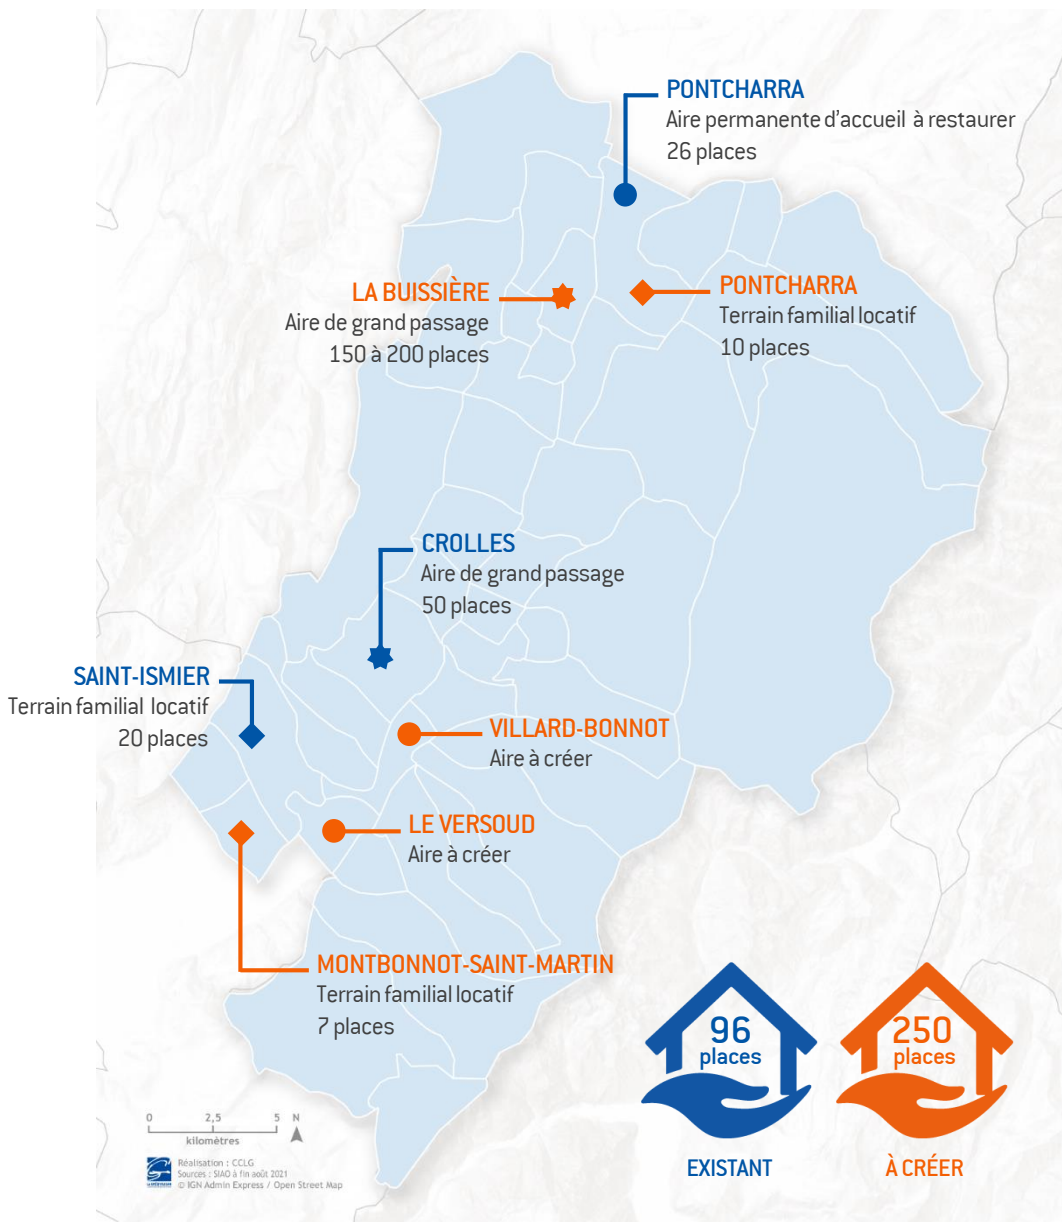 PONTCHARRA
Aire permanente d'accueil à restaurer
26 places
LA BUISSIÈRE
Aire de grand passage
150 à 200 places
PONTCHARRA
Terrain familial locatif
10 places
CROLLES
Aire de grand passage
50 places
SAINT-ISMIER
Terrain familial locatif
20 places
VILLARD-BONNOT
Aire à créer
LE VERSOUD
Aire à créer
MONTBONNOT-SAINT-MARTIN
Terrain familial locatif
7 places
96
places
EXISTANT
250
places
À CRÉER
0 2,5 5 N
kilomètres
Réalisation : CCLG
Sources : SIAO à fin août 2021
© IGN Admin Express / Open Street Map